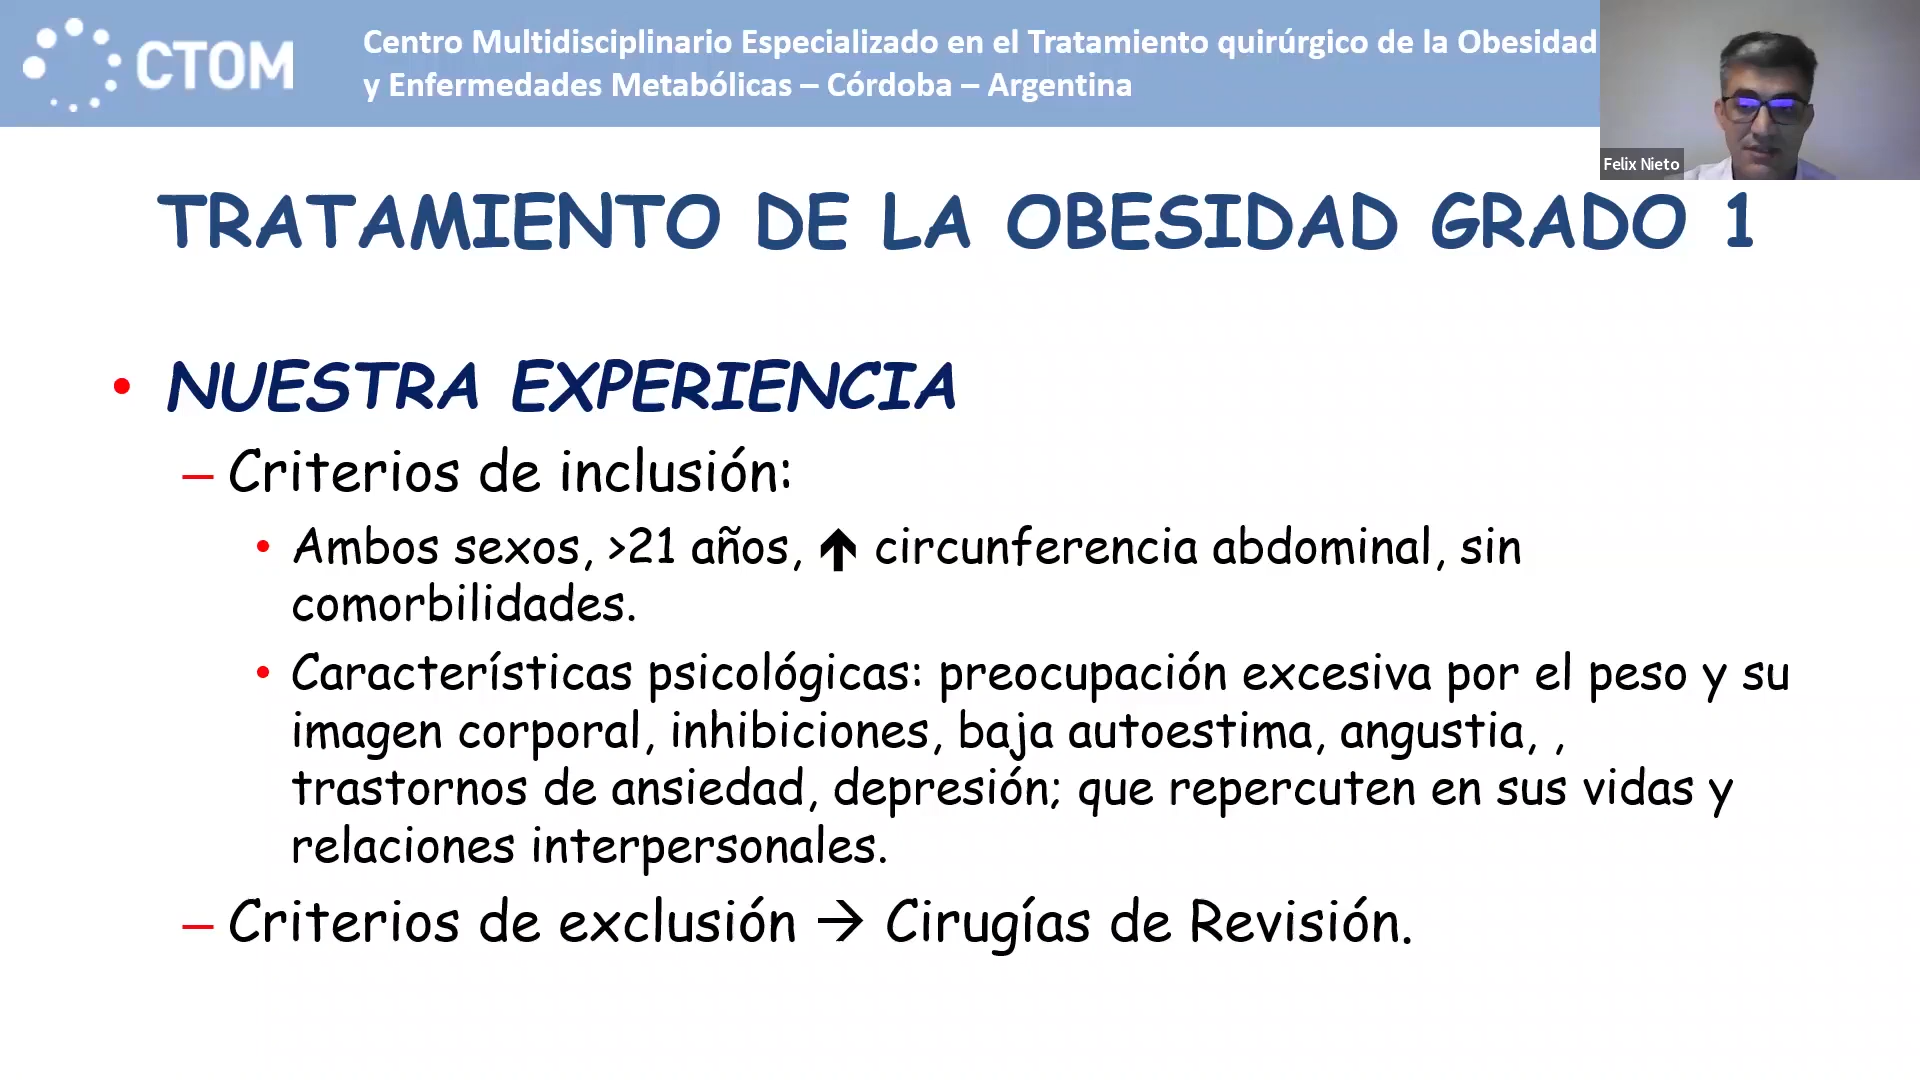 CTOM
Centro Multidisciplinario Especializado en el Tratamiento quirúrgico de la Obesidad
y Enfermedades Metabólicas – Córdoba – Argentina
Felix Nieto
TRATAMIENTO DE LA OBESIDAD GRADO 1
• NUESTRA EXPERIENCIA
– Criterios de inclusión:
• Ambos sexos, >21 años, ↑ circunferencia abdominal, sin
comorbilidades.
• Características psicológicas: preocupación excesiva por el peso y su
imagen corporal, inhibiciones, baja autoestima, angustia, ,
trastornos de ansiedad, depresión; que repercuten en sus vidas y
relaciones interpersonales.
– Criterios de exclusión → Cirugías de Revisión.